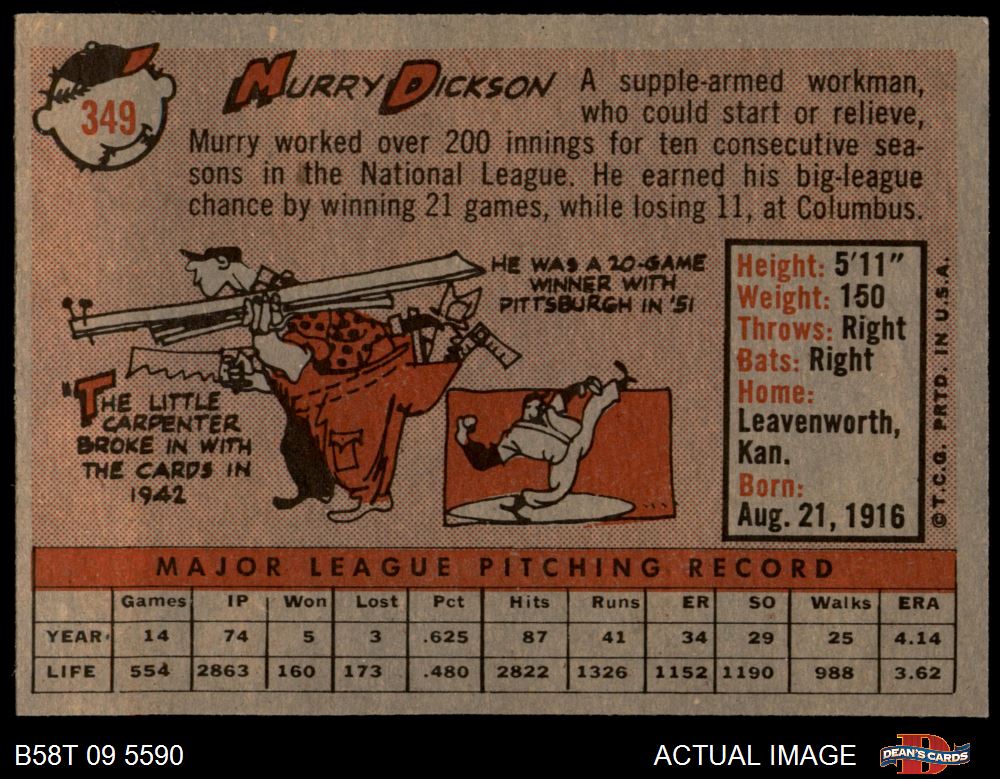 349
MURRY DICKSON
A supple-armed workman,
who could start or relieve,
Murry worked over 200 innings for ten consecutive sea-
sons in the National League. He earned his big-league
chance by winning 21 games, while losing 11, at Columbus.
HE WAS A 20-GAME
WINNER WITH
PITTSBURGH IN '51
"THE LITTLE
CARPENTER
BROKE IN WITH
THE CARDS IN
1942
Height: 5'11"
Weight: 150
Throws: Right
Bats: Right
Home:
Leavenworth,
Kan.
Born:
Aug. 21, 1916
© T.C.G. PRTD. IN U.S.A.
MAJOR LEAGUE PITCHING RECORD
Games IP Won Lost Pct Hits Runs ER SO Walks ERA
YEAR 14 74 5 3 .625 87 41 34 29 25 4.14
LIFE 554 2863 160 173 .480 2822 1326 1152 1190 988 3.62
B58T 09 5590
ACTUAL IMAGE
DEAN'S CARDS